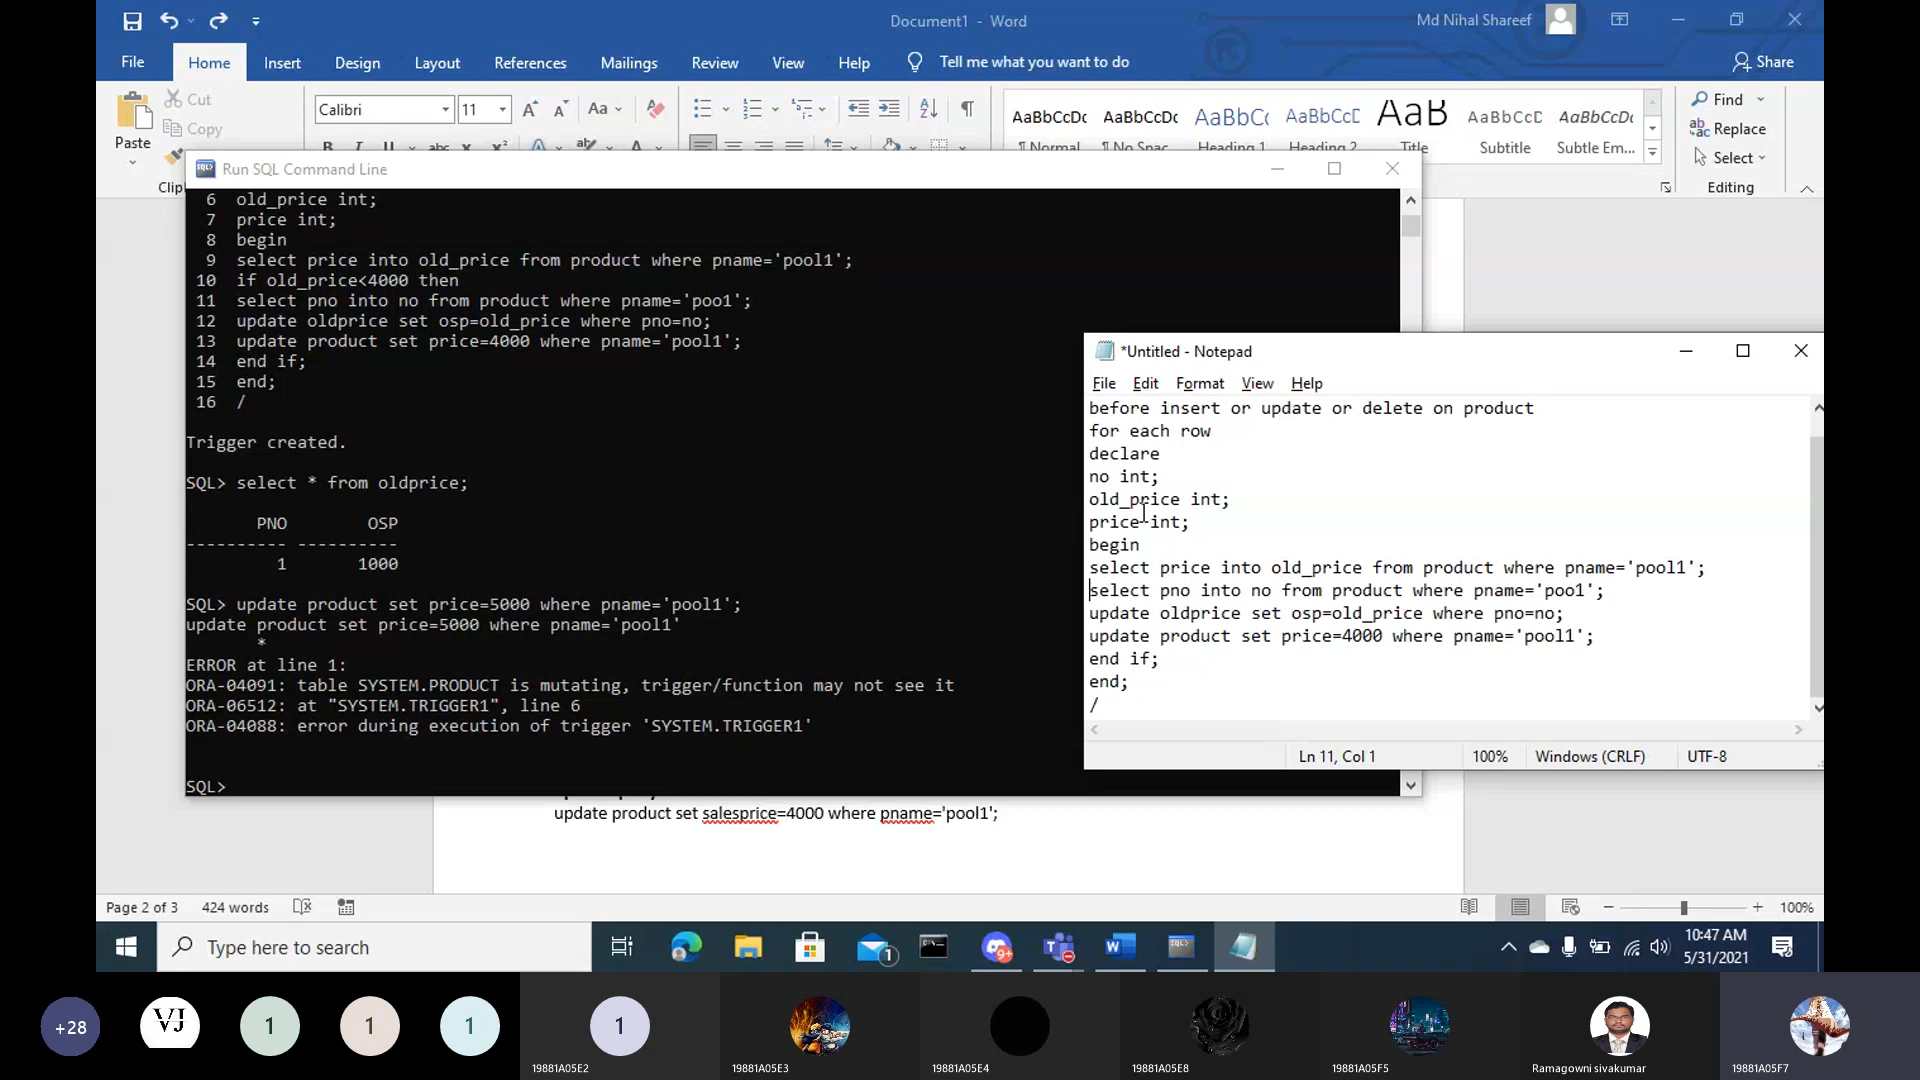 Document1 - Word
Md Nihal Shareef
File Home Insert Design Layout References Mailings Review View Help Tell me what you want to do Share
Paste
Cut
Copy
Calibri 11
Aa
AaBbCcDc AaBbCcDc AaBbCc AaBbCcD AaB AaBbCcD AaBbCcDc
¶ Normal ¶ No Spac... Heading 1 Heading 2 Title Subtitle Subtle Em...
Find
Replace
Select
Editing
Clip
Run SQL Command Line
6 old_price int;
7 price int;
8 begin
9 select price into old_price from product where pname='pool1';
10 if old_price<4000 then
11 select pno into no from product where pname='poo1';
12 update oldprice set osp=old_price where pno=no;
13 update product set price=4000 where pname='pool1';
14 end if;
15 end;
16 /
Trigger created.
SQL> select * from oldprice;
PNO OSP
---------- ----------
1 1000
SQL> update product set price=5000 where pname='pool1';
update product set price=5000 where pname='pool1'
*
ERROR at line 1:
ORA-04091: table SYSTEM.PRODUCT is mutating, trigger/function may not see it
ORA-06512: at "SYSTEM.TRIGGER1", line 6
ORA-04088: error during execution of trigger 'SYSTEM.TRIGGER1'
SQL>
*Untitled - Notepad
File Edit Format View Help
before insert or update or delete on product
for each row
declare
no int;
old_price int;
price int;
begin
select price into old_price from product where pname='pool1';
select pno into no from product where pname='poo1';
update oldprice set osp=old_price where pno=no;
update product set price=4000 where pname='pool1';
end if;
end;
/
Ln 11, Col 1 100% Windows (CRLF) UTF-8
update product set salesprice=4000 where pname='pool1';
Page 2 of 3 424 words 100%
Type here to search
1
9+
10:47 AM
5/31/2021
+28 VJ 1 1 1 1
19881A05E2 19881A05E3 19881A05E4 19881A05E8 19881A05F5 Ramagowni sivakumar 19881A05F7